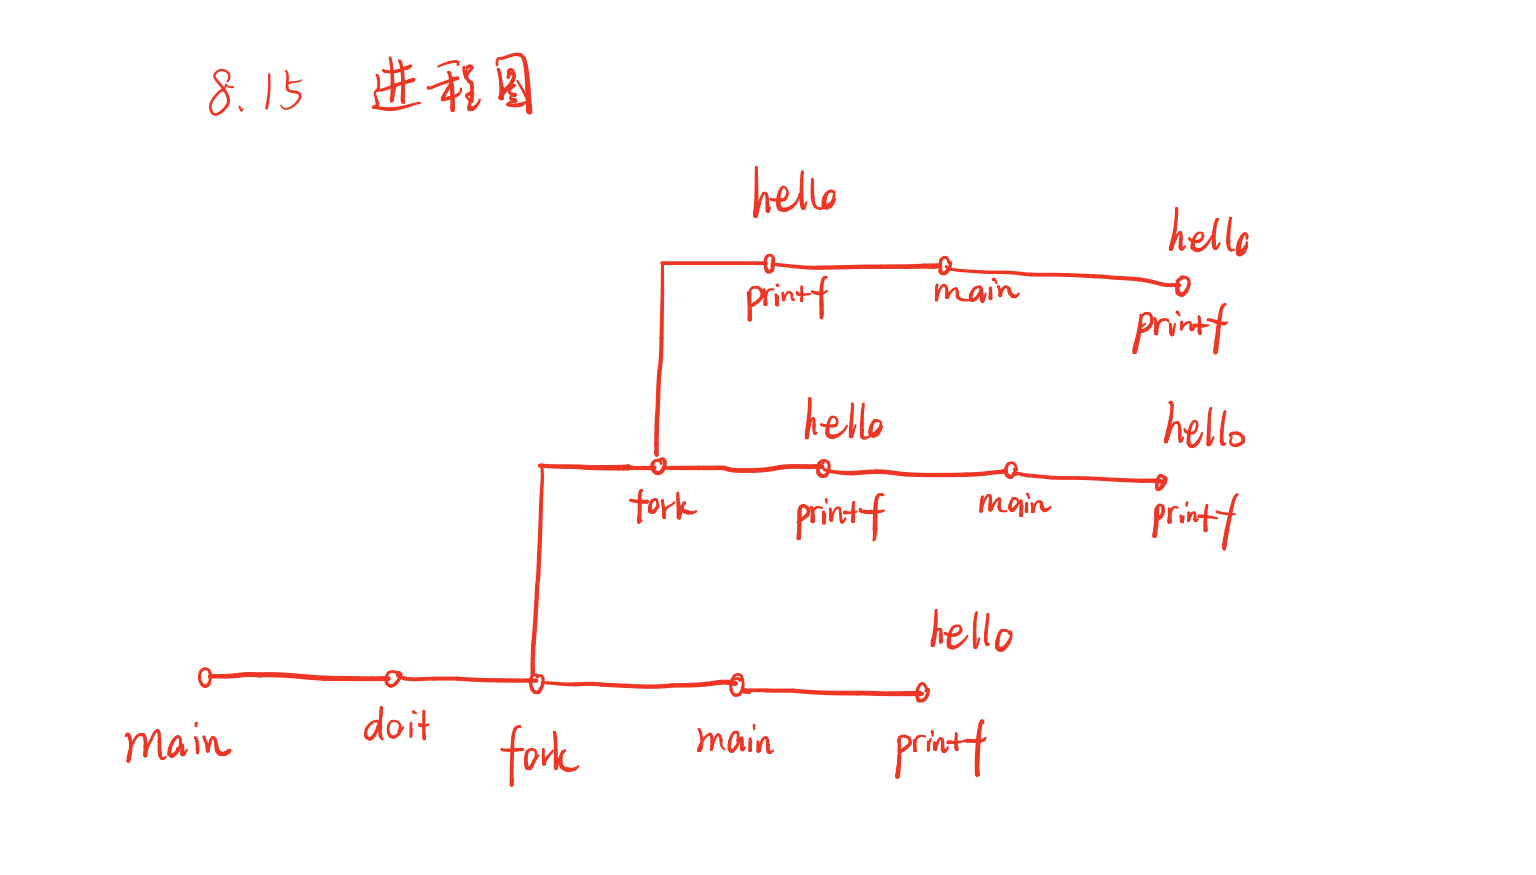 8.15 进程图
hello
hello
printf
main
printf
hello
hello
fork
printf
main
printf
hello
main
doit
fork
main
printf